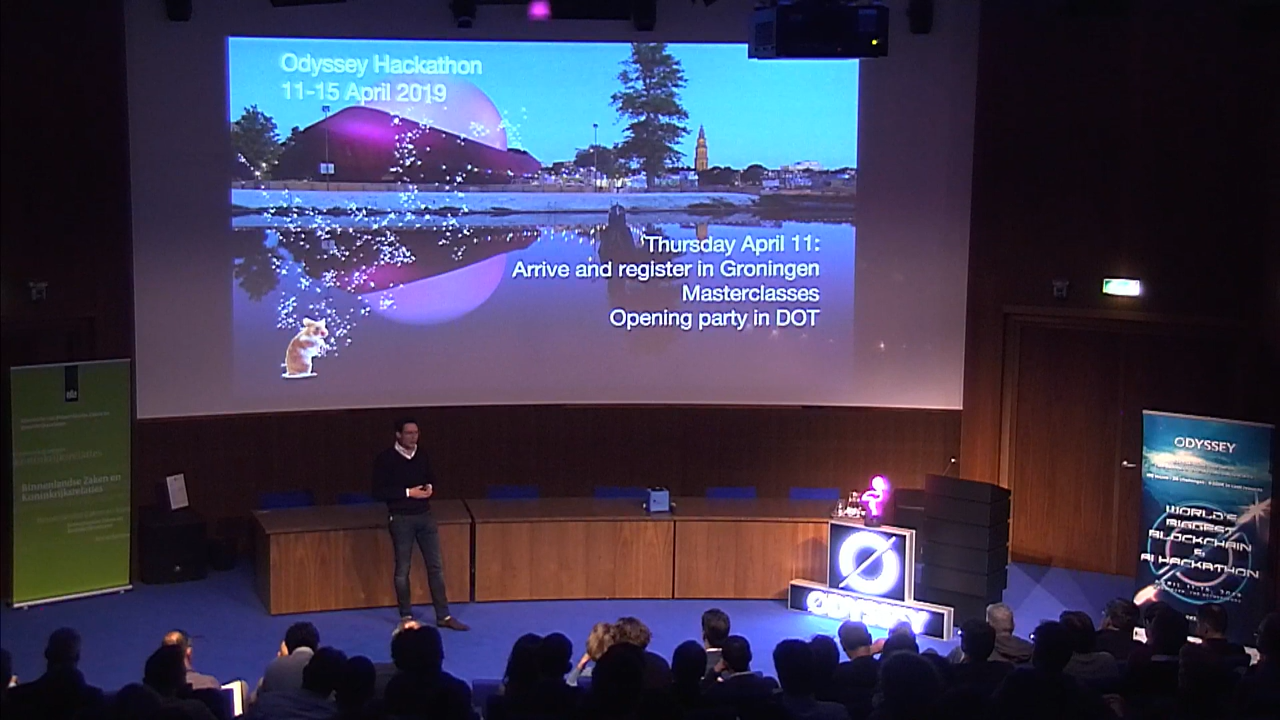 Odyssey Hackathon
11-15 April 2019
Thursday April 11:
Arrive and register in Groningen
Masterclasses
Opening party in DOT
Binnenlandse Zaken en
Koninkrijksrelaties
ODYSSEY
ODYSSEY
WORLD'S
BIGGEST
BLOCKCHAIN
&
AI HACKATHON